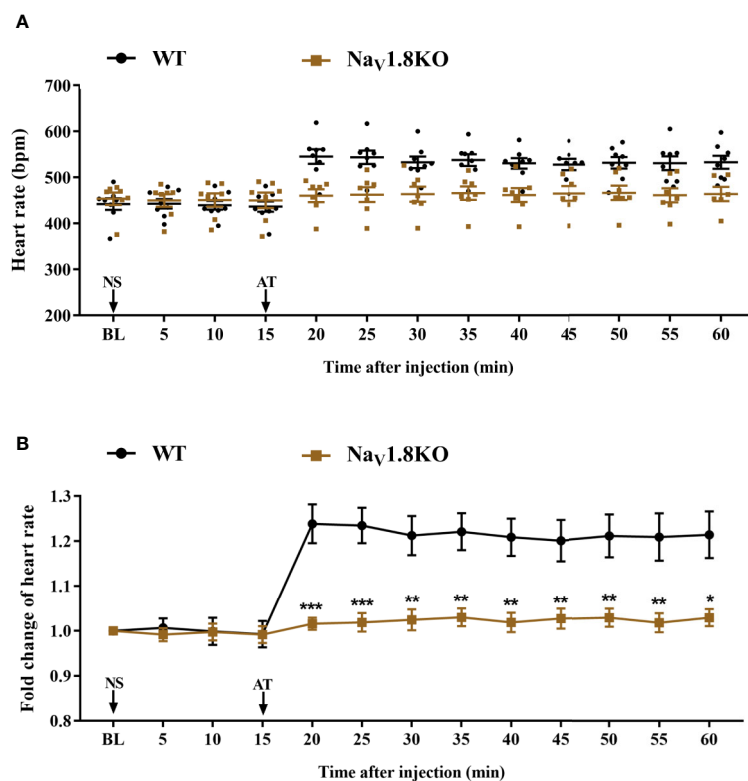 A
WT NaV1.8KO
700
600
500
400
300
200
Heart rate (bpm)
NS AT
BL 5 10 15 20 25 30 35 40 45 50 55 60
Time after injection (min)
B
WT NaV1.8KO
1.3
1.2
1.1
1.0
0.9
0.8
Fold change of heart rate
*** *** ** ** ** ** ** ** *
NS AT
BL 5 10 15 20 25 30 35 40 45 50 55 60
Time after injection (min)